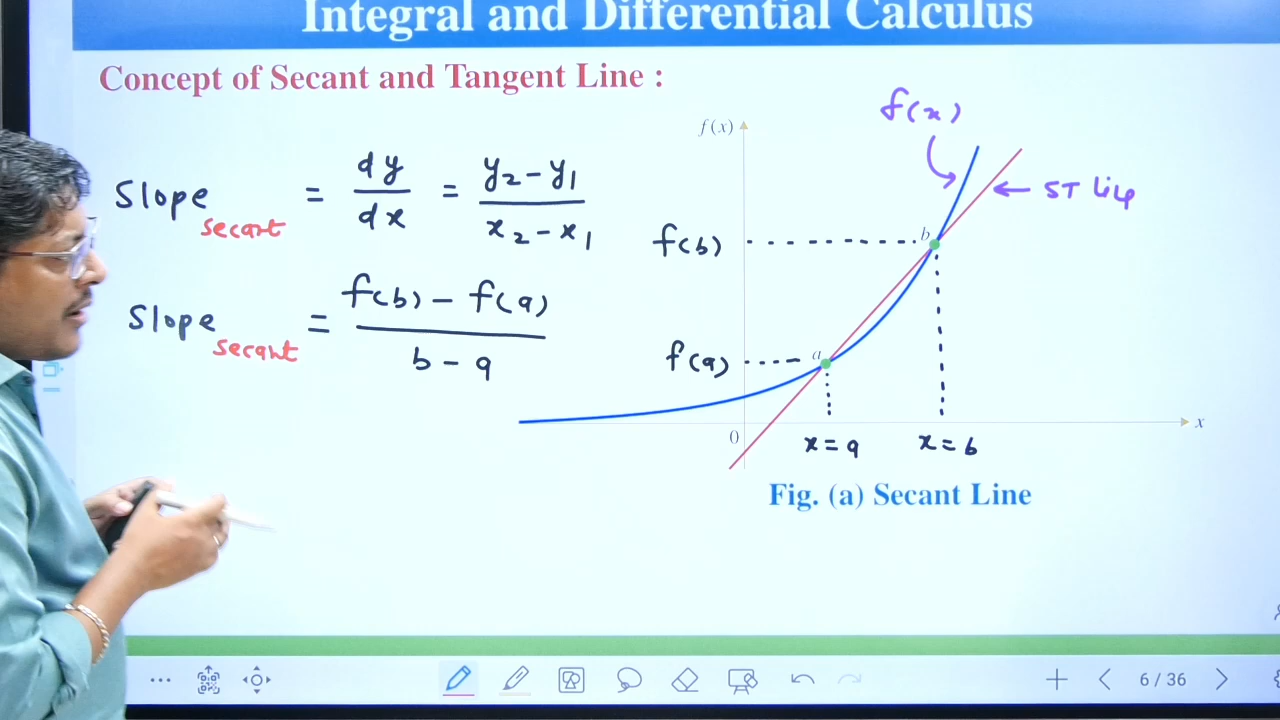 Integral and Differential Calculus
Concept of Secant and Tangent Line :
Slope secant = dy/dx = y2-y1/x2-x1
Slope secant = f(b) - f(a)/b-a
f(x)
f(x)
ST line
b
f(b)
a
f(a)
0
x
x=a x=b
Fig. (a) Secant Line
6 / 36